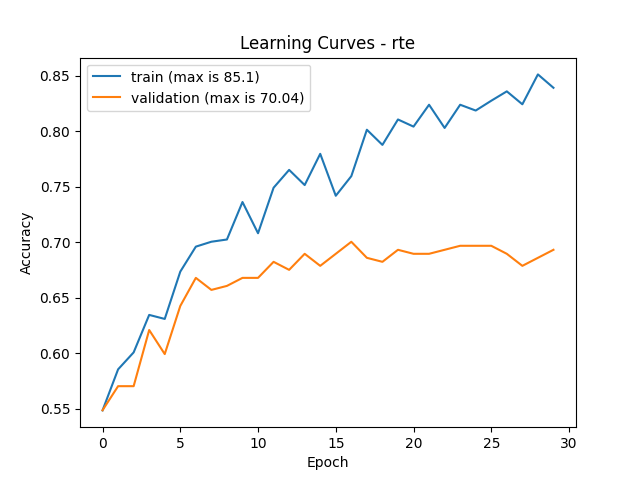 Learning Curves - rte
train (max is 85.1)
validation (max is 70.04)
0.85
0.80
0.75
0.70
0.65
0.60
0.55
Accuracy
0 5 10 15 20 25 30
Epoch